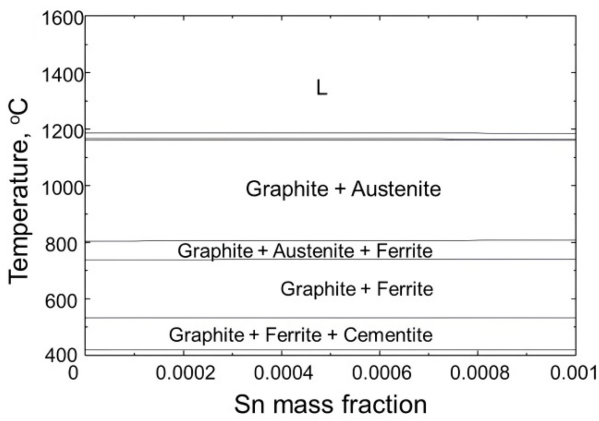 1600
1400
1200
1000
800
600
400
Temperature, °C
L
Graphite + Austenite
Graphite + Austenite + Ferrite
Graphite + Ferrite
Graphite + Ferrite + Cementite
0 0.0002 0.0004 0.0006 0.0008 0.001
Sn mass fraction